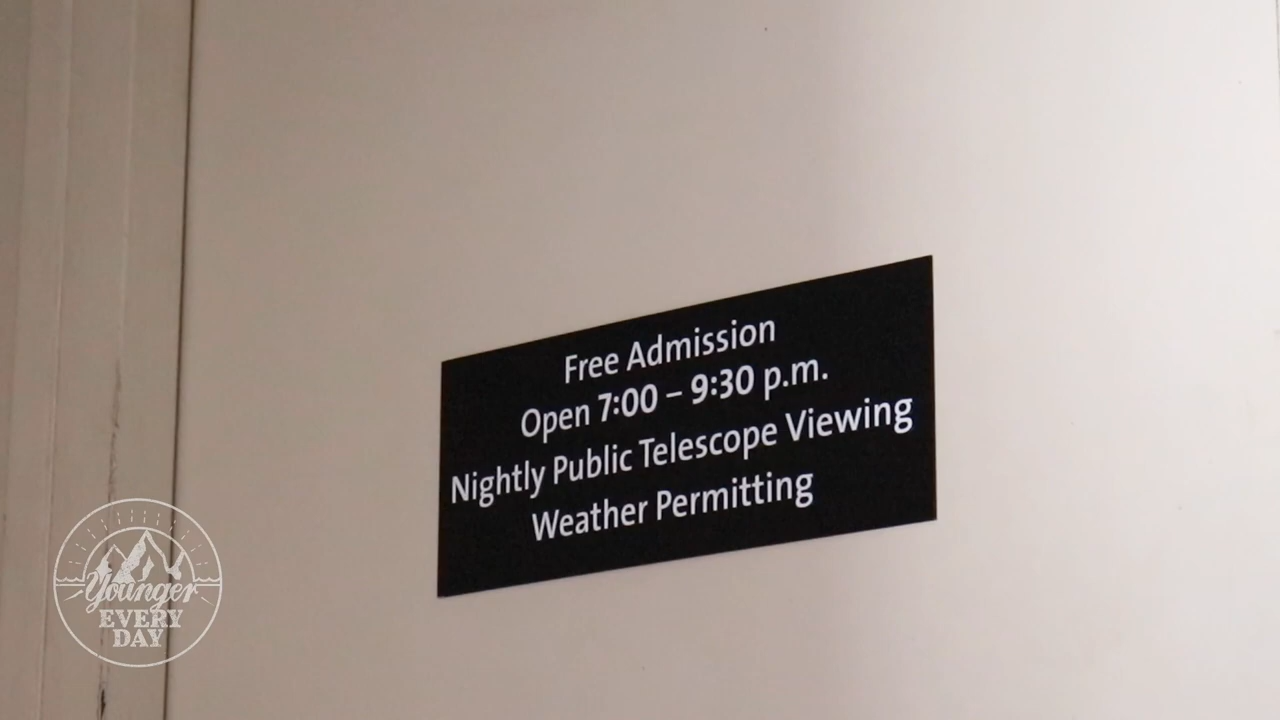 Free Admission
Open 7:00 – 9:30 p.m.
Nightly Public Telescope Viewing
Weather Permitting
Younger
EVERY
DAY